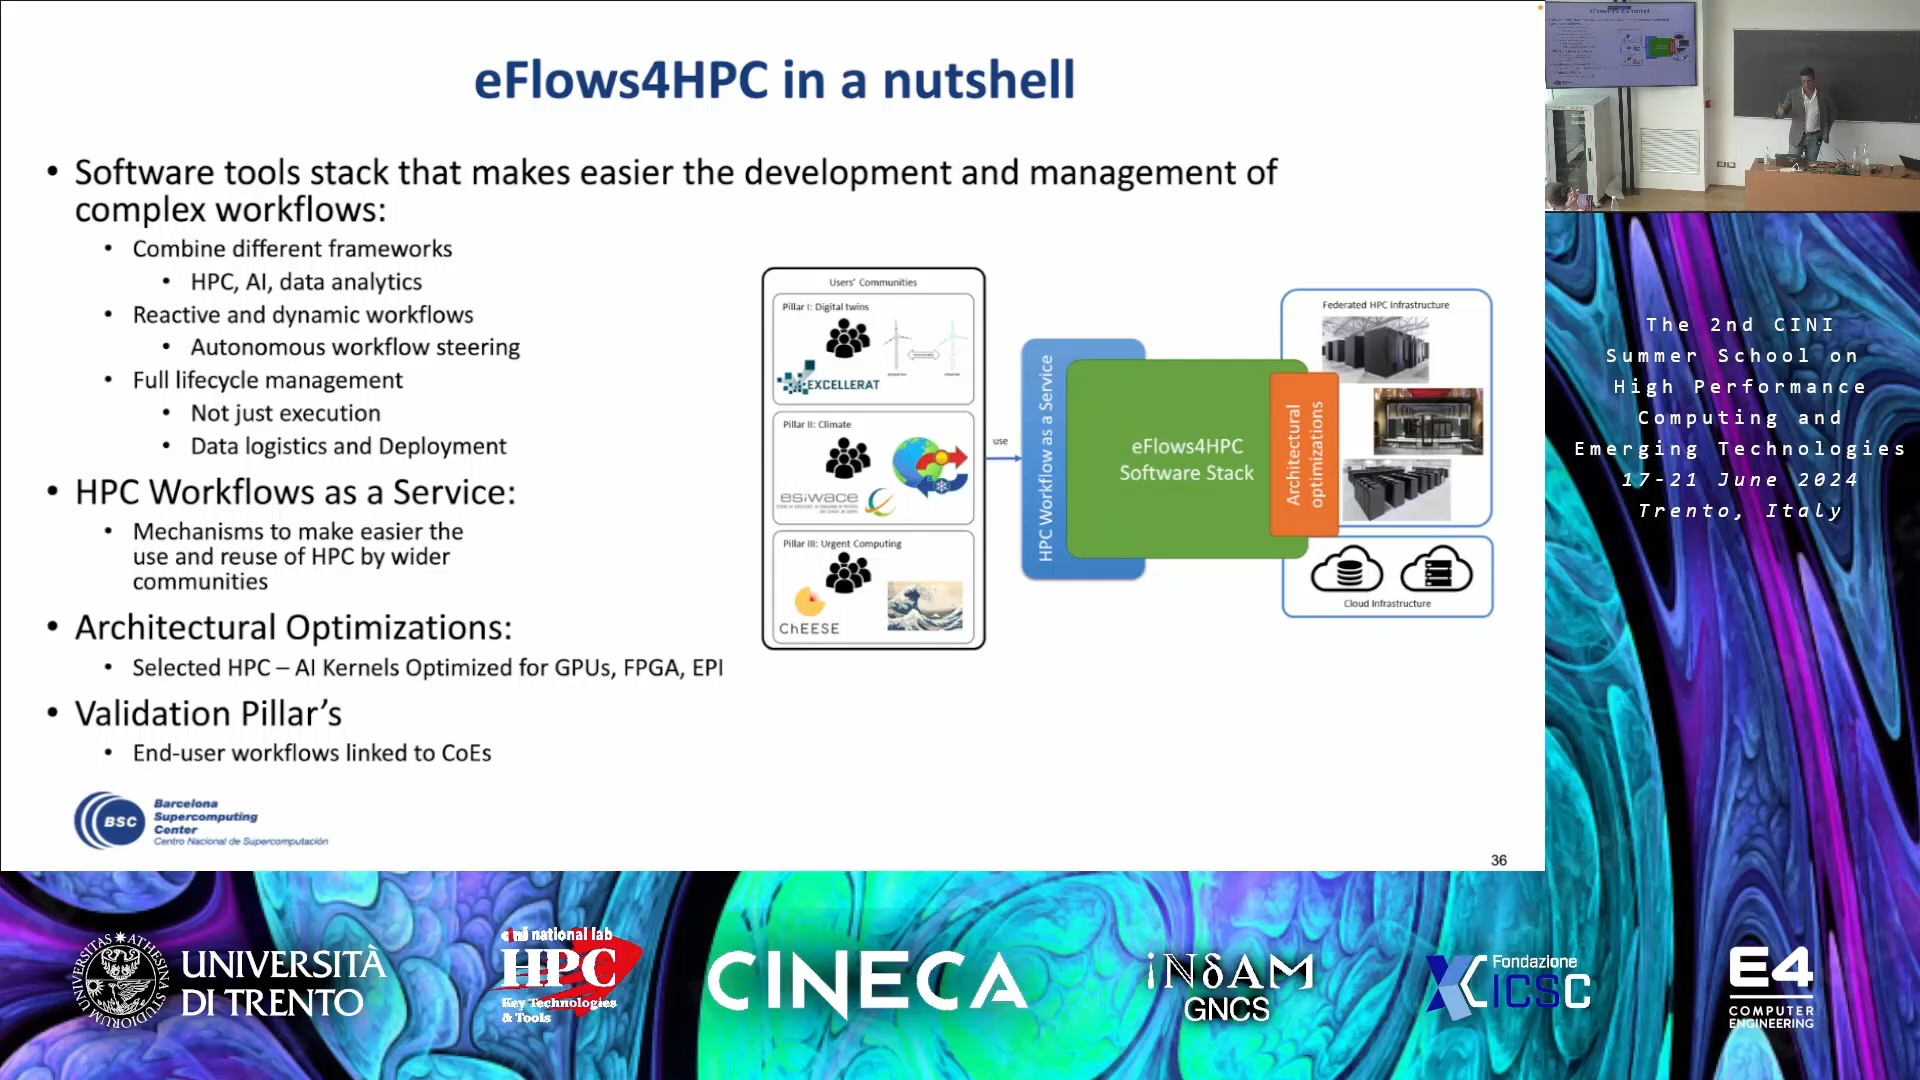 eFlows4HPC in a nutshell
• Software tools stack that makes easier the development and management of
complex workflows:
• Combine different frameworks
• HPC, AI, data analytics
• Reactive and dynamic workflows
• Autonomous workflow steering
• Full lifecycle management
• Not just execution
• Data logistics and Deployment
• HPC Workflows as a Service:
• Mechanisms to make easier the
use and reuse of HPC by wider
communities
• Architectural Optimizations:
• Selected HPC – AI Kernels Optimized for GPUs, FPGA, EPI
• Validation Pillar’s
• End-user workflows linked to CoEs
Users' Communities
Pillar I: Digital twins
EXCELLERAT
Pillar II: Climate
esiwace
Pillar III: Urgent Computing
ChEESE
use
HPC Workflow as a Service
eFlows4HPC
Software Stack
Architectural
optimizations
Federated HPC Infrastructure
Cloud Infrastructure
BSC
Barcelona
Supercomputing
Center
Centro Nacional de Supercomputación
36
The 2nd CINI
Summer School on
High Performance
Computing and
Emerging Technologies
17-21 June 2024
Trento, Italy
UNIVERSITÀ
DI TRENTO
cini national lab
HPC
Key Technologies
& Tools
CINECA
iNδAM
GNCS
Fondazione
ICSC
E4
COMPUTER
ENGINEERING